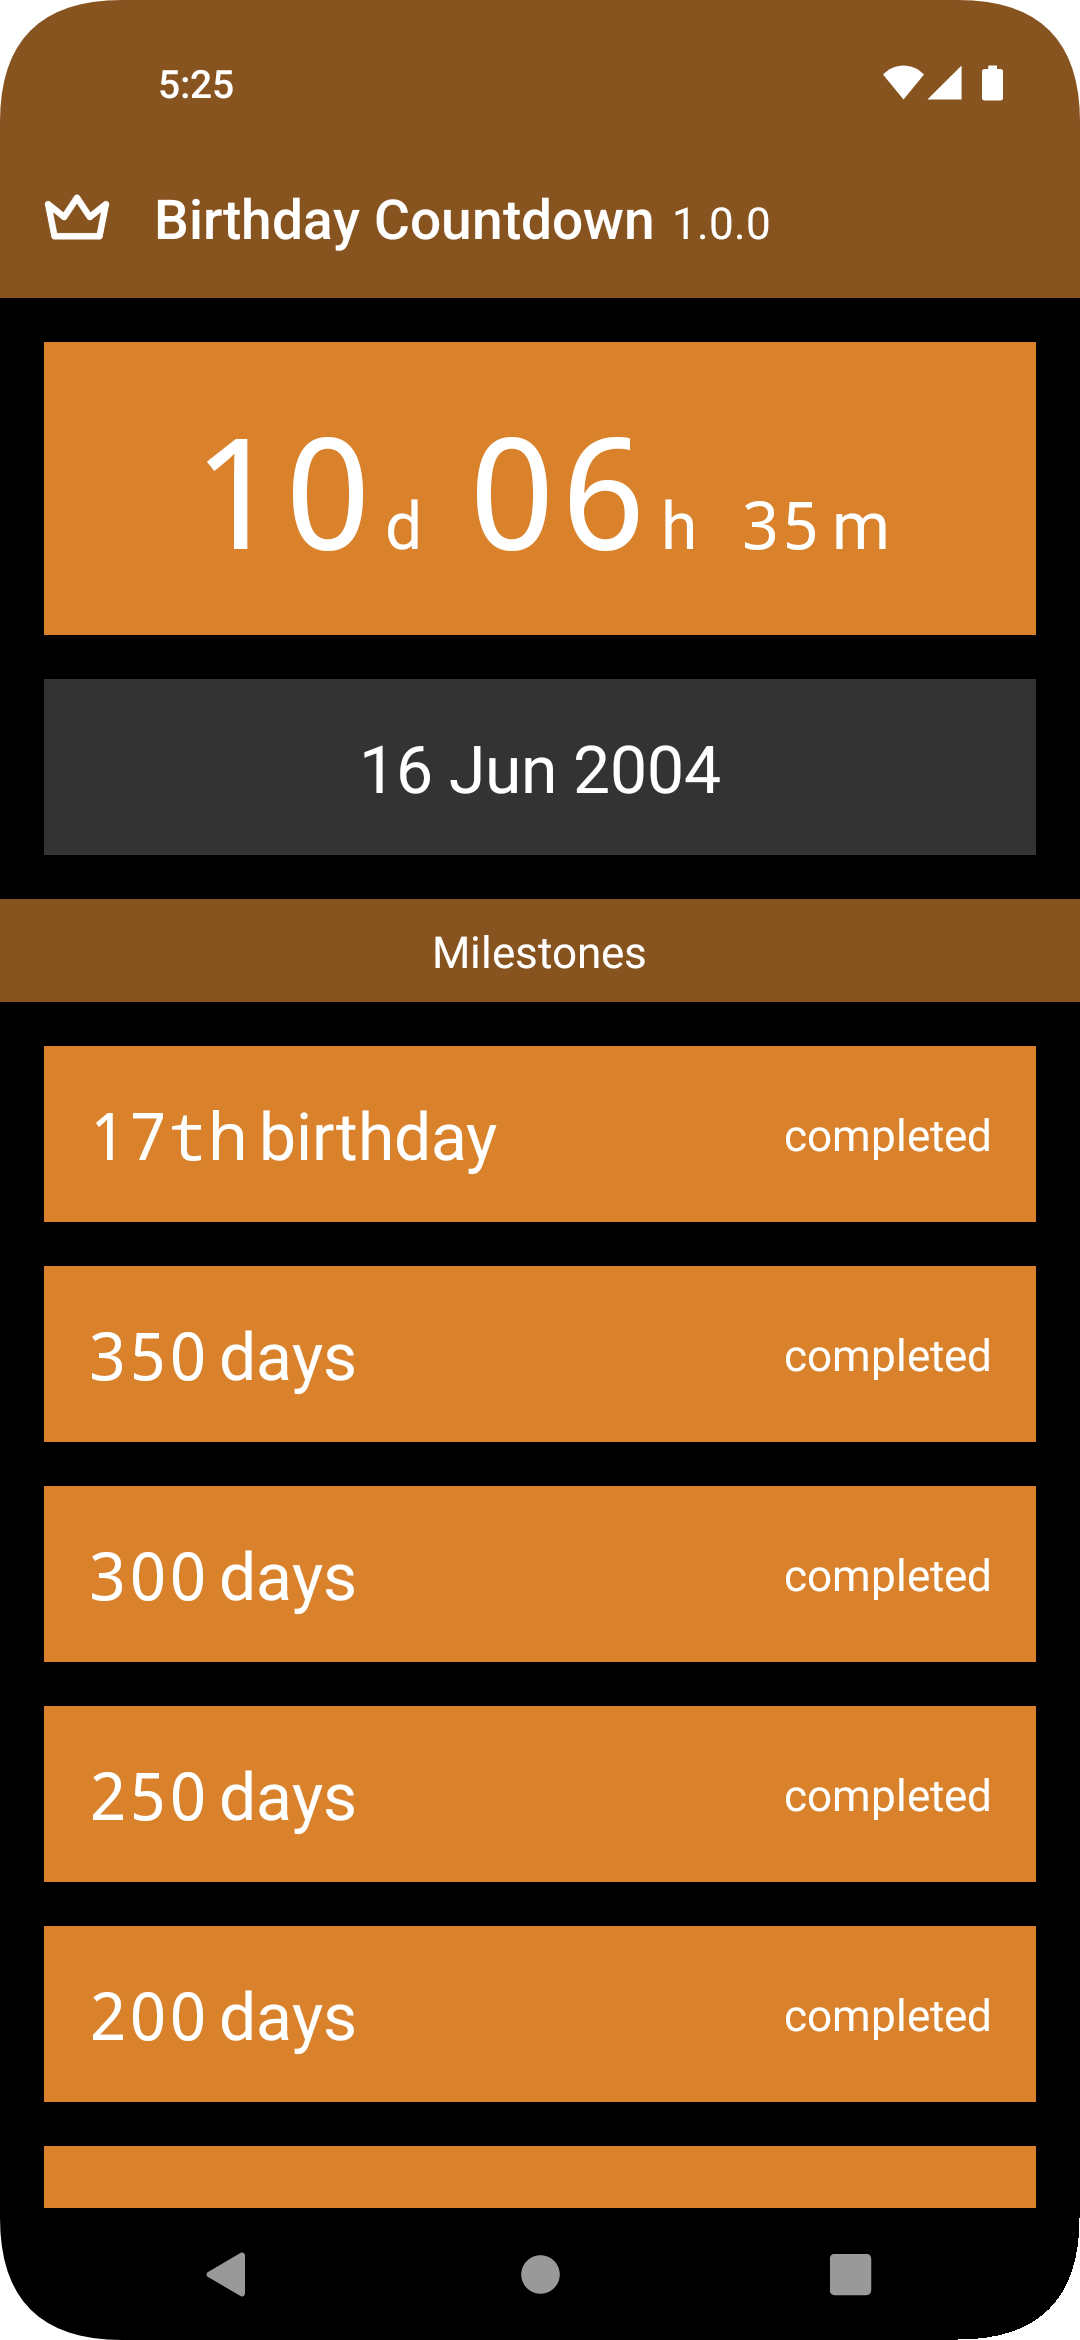 5:25
Birthday Countdown 1.0.0
10 d 06 h 35 m
16 Jun 2004
Milestones
17th birthday completed
350 days completed
300 days completed
250 days completed
200 days completed